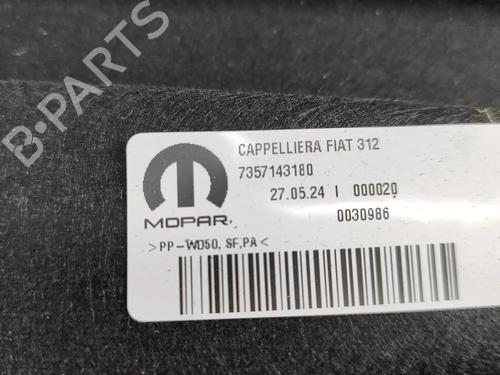 CAPPELLIERA FIAT 312
7357143180
27.05.24 | 000020
0030986
MOPAR®
>PP-WD50, SF,PA<
B-PARTS